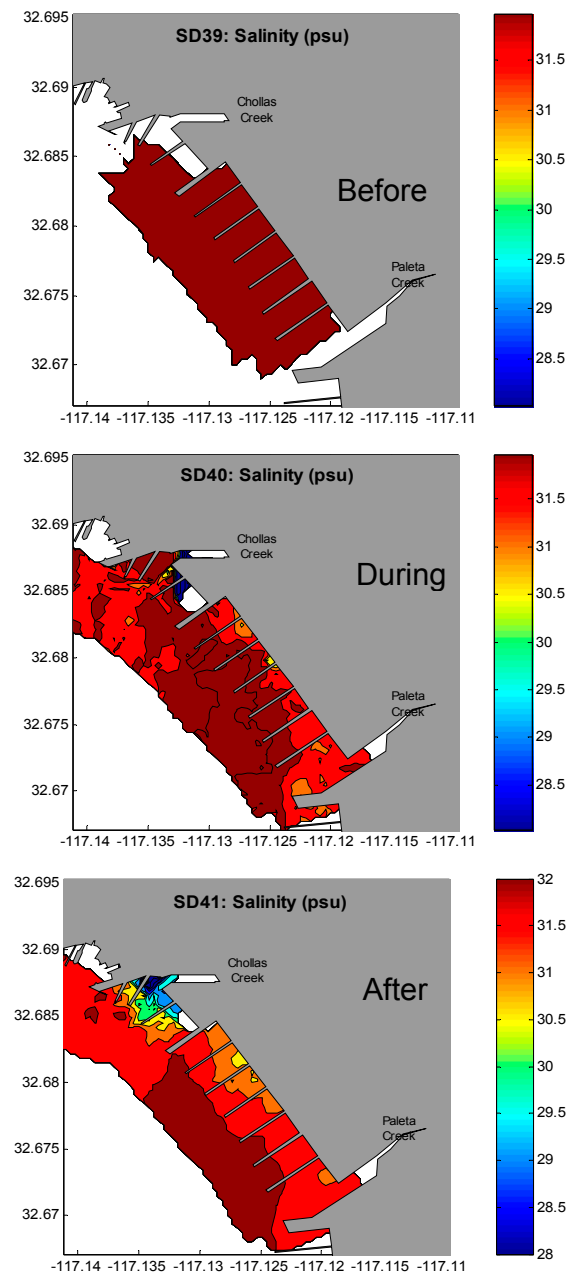 32.695
SD39: Salinity (psu)
31.5
32.69
Chollas
Creek
31
32.685
30.5
Before
30
32.68
29.5
Paleta
Creek
32.675
29
32.67
28.5
-117.14 -117.135 -117.13 -117.125 -117.12 -117.115 -117.11
32.695
SD40: Salinity (psu)
31.5
32.69
Chollas
Creek
31
During
32.685
30.5
30
32.68
29.5
Paleta
Creek
32.675
29
32.67
28.5
-117.14 -117.135 -117.13 -117.125 -117.12 -117.115 -117.11
32.695
32
SD41: Salinity (psu)
31.5
32.69
Chollas
Creek
31
After
32.685
30.5
30
32.68
29.5
Paleta
Creek
32.675
29
32.67
28.5
28
-117.14 -117.135 -117.13 -117.125 -117.12 -117.115 -117.11